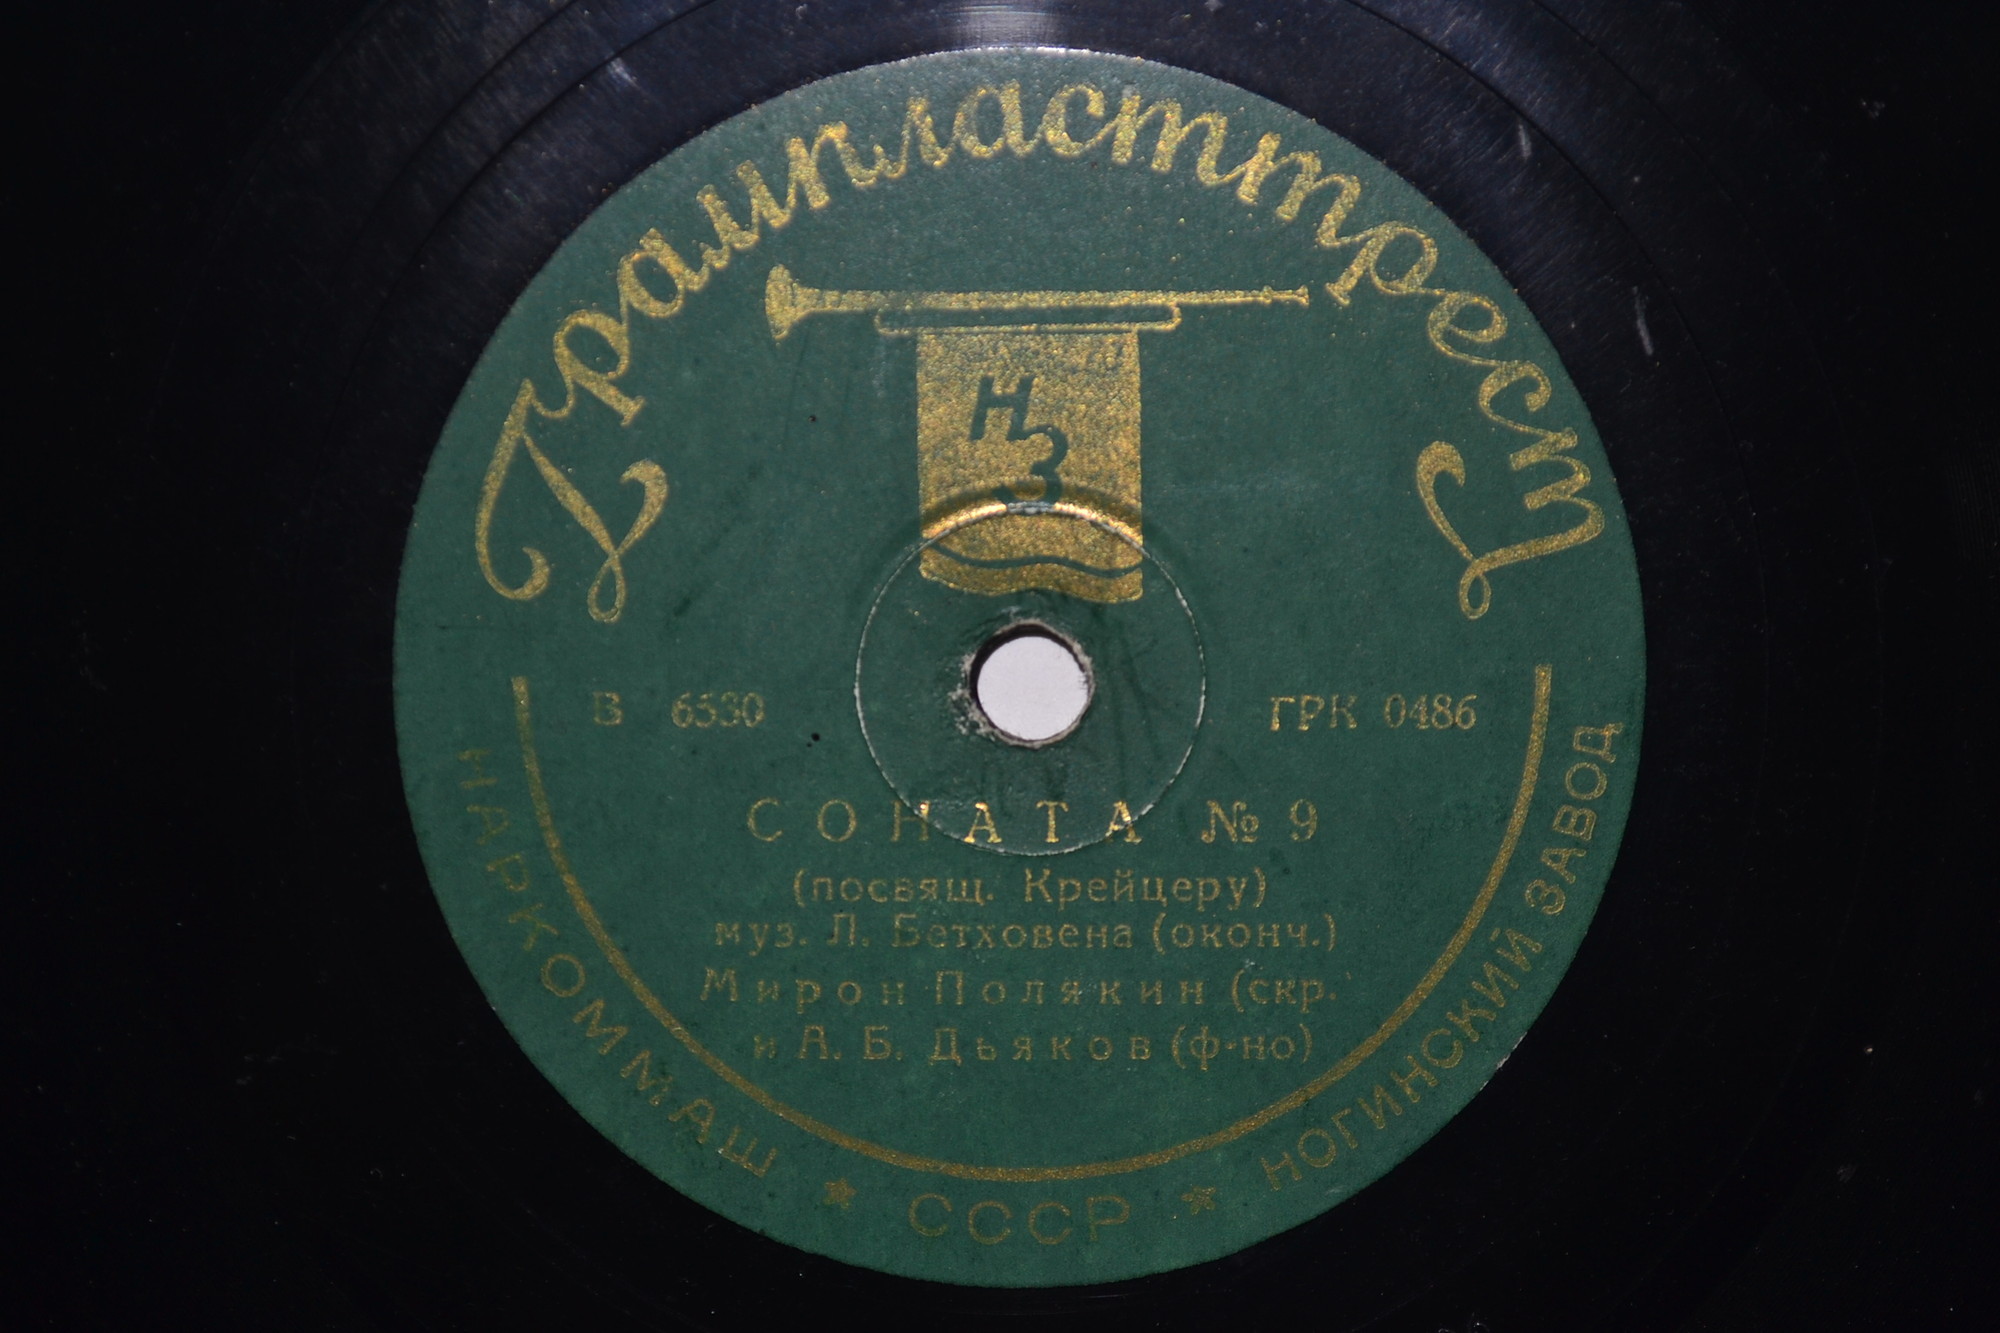 Грампласттрест
НЗ
В 6530 ГРК 0486
СОНАТА № 9
(посвящ. Крейцеру)
муз. Л. Бетховена (оконч.)
Мирон Полякин (скр.
и А. Б. Дьяков (ф-но)
НАРКОММАШ ★ СССР ★ НОГИНСКИЙ ЗАВОД